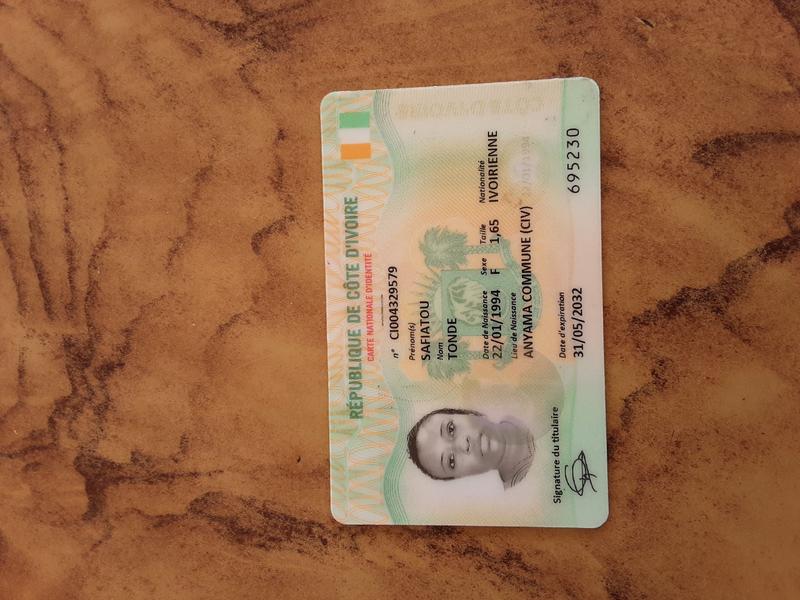 CÔTE D'IVOIRE
RÉPUBLIQUE DE CÔTE D'IVOIRE
CARTE NATIONALE D'IDENTITÉ
n° CI004329579
Prénom(s)
SAFIATOU
Nom
TONDE
Date de Naissance Sexe Taille Nationalité
22/01/1994 F 1,65 IVOIRIENNE
Lieu de Naissance
ANYAMA COMMUNE (CIV)
Date d'expiration
31/05/2032
695230
Signature du titulaire